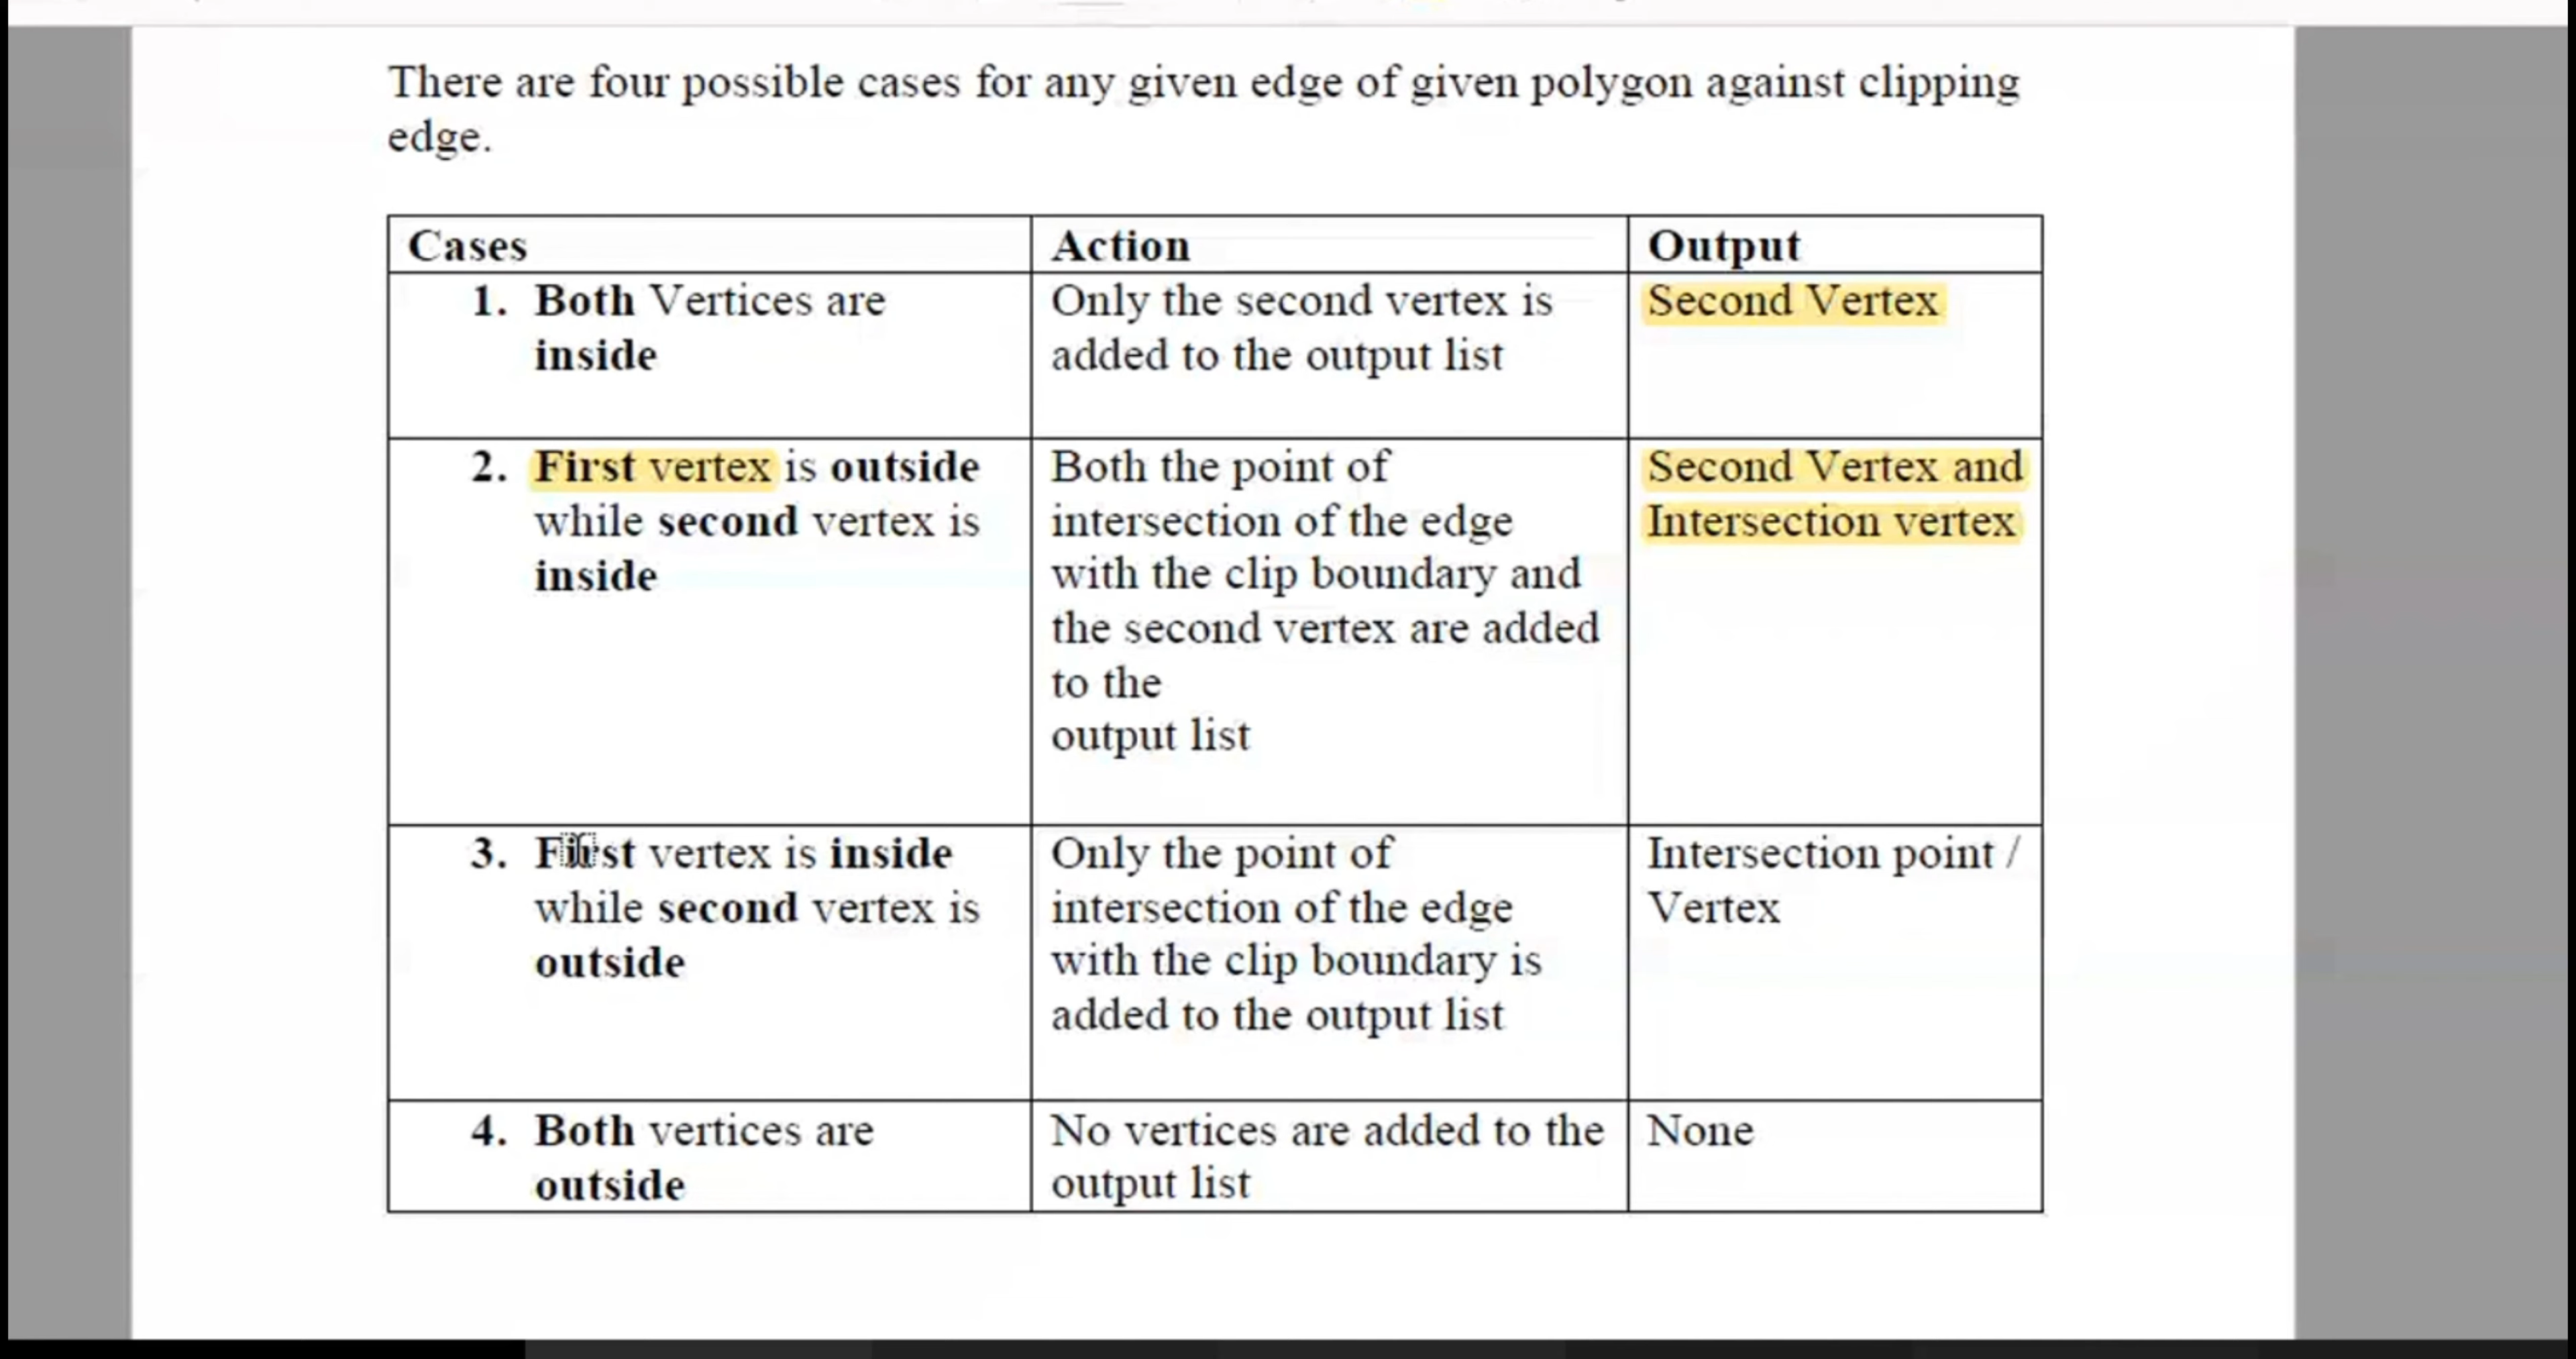 There are four possible cases for any given edge of given polygon against clipping
edge.
Cases
Action
Output
1. Both Vertices are
inside
Only the second vertex is
added to the output list
Second Vertex
2. First vertex is outside
while second vertex is
inside
Both the point of
intersection of the edge
with the clip boundary and
the second vertex are added
to the
output list
Second Vertex and
Intersection vertex
3. First vertex is inside
while second vertex is
outside
Only the point of
intersection of the edge
with the clip boundary is
added to the output list
Intersection point /
Vertex
4. Both vertices are
outside
No vertices are added to the
output list
None